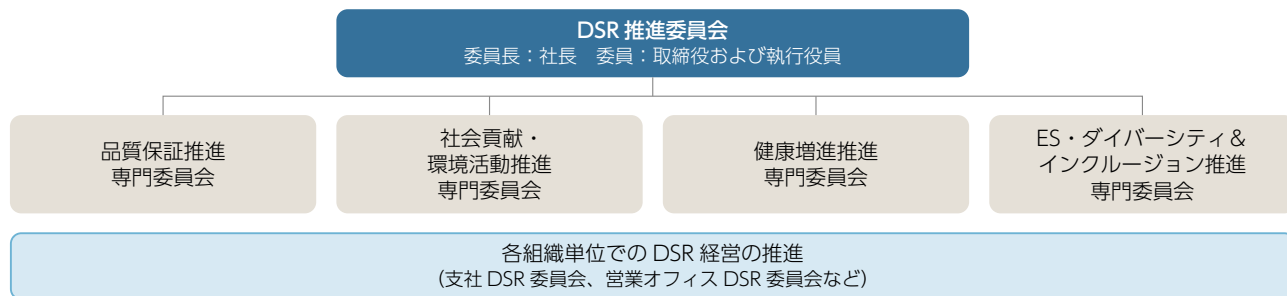 DSR 推進委員会
委員長：社長　委員：取締役および執行役員
品質保証推進
専門委員会
社会貢献・
環境活動推進
専門委員会
健康増進推進
専門委員会
ES・ダイバーシティ＆
インクルージョン推進
専門委員会
各組織単位での DSR 経営の推進
（支社 DSR 委員会、営業オフィス DSR 委員会など）